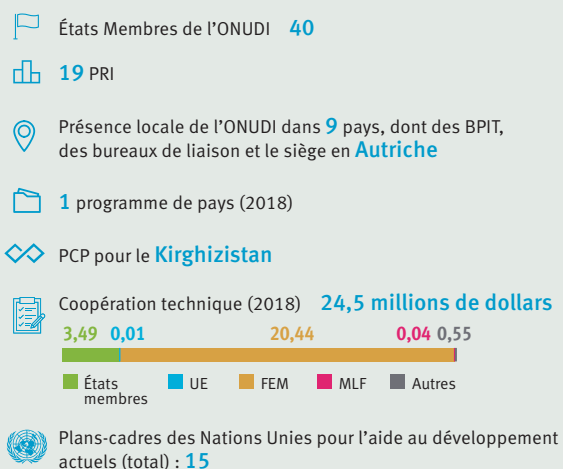 États Membres de l'ONUDI 40
19 PRI
Présence locale de l'ONUDI dans 9 pays, dont des BPIT,
des bureaux de liaison et le siège en Autriche
1 programme de pays (2018)
PCP pour le Kirghizistan
Coopération technique (2018) 24,5 millions de dollars
3,49 0,01 20,44 0,04 0,55
États
membres UE FEM MLF Autres
Plans-cadres des Nations Unies pour l'aide au développement
actuels (total) : 15